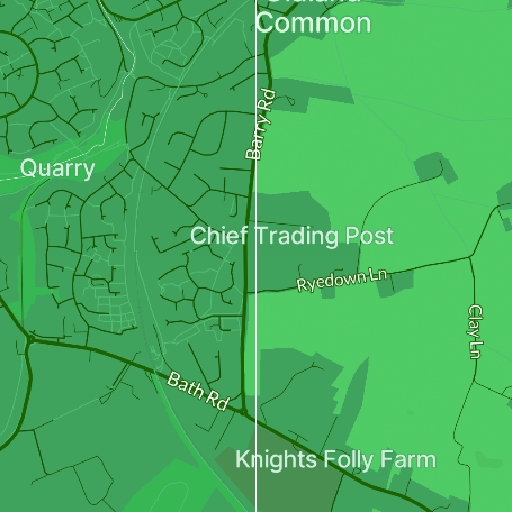 Common
Barry Rd
Quarry
Chief Trading Post
Ryedown Ln
Clay Ln
Bath Rd
Knights Folly Farm